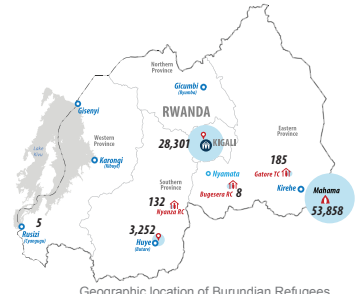 Northern
Province
Gicumbi
(Byumba)
RWANDA
Gisenyi
28,301
KIGALI
Eastern
Province
Lake
Kivu
Western
Province
Karongi
(Kibuye)
185
Gatore TC
Nyamata
Kirehe
Mahama
Southern
Province
Bugesera RC
8
132
Nyanza RC
53,858
5
Rusizi
(Cyangugu)
3,252
Huye
(Butare)
Geographic location of Burundian Refugees